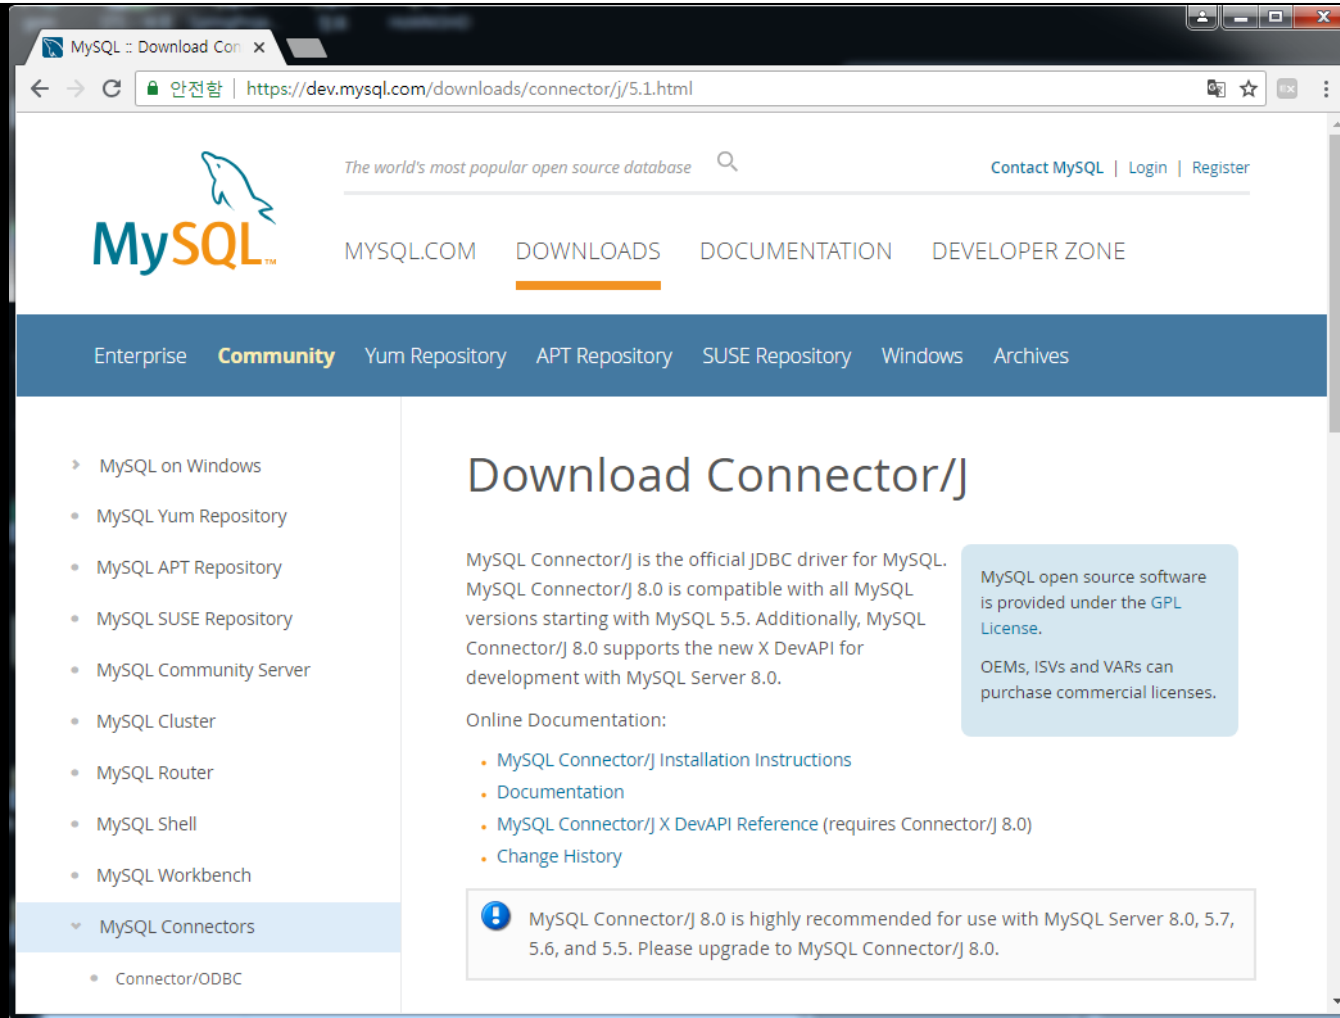 MySQL :: Download Con
안전함 | https://dev.mysql.com/downloads/connector/j/5.1.html
The world's most popular open source database
Contact MySQL | Login | Register
MySQL™
MYSQL.COM DOWNLOADS DOCUMENTATION DEVELOPER ZONE
Enterprise Community Yum Repository APT Repository SUSE Repository Windows Archives
MySQL on Windows
MySQL Yum Repository
MySQL APT Repository
MySQL SUSE Repository
MySQL Community Server
MySQL Cluster
MySQL Router
MySQL Shell
MySQL Workbench
MySQL Connectors
Connector/ODBC
Download Connector/J
MySQL Connector/J is the official JDBC driver for MySQL.
MySQL Connector/J 8.0 is compatible with all MySQL
versions starting with MySQL 5.5. Additionally, MySQL
Connector/J 8.0 supports the new X DevAPI for
development with MySQL Server 8.0.
MySQL open source software
is provided under the GPL
License.
OEMs, ISVs and VARs can
purchase commercial licenses.
Online Documentation:
MySQL Connector/J Installation Instructions
Documentation
MySQL Connector/J X DevAPI Reference (requires Connector/J 8.0)
Change History
MySQL Connector/J 8.0 is highly recommended for use with MySQL Server 8.0, 5.7,
5.6, and 5.5. Please upgrade to MySQL Connector/J 8.0.